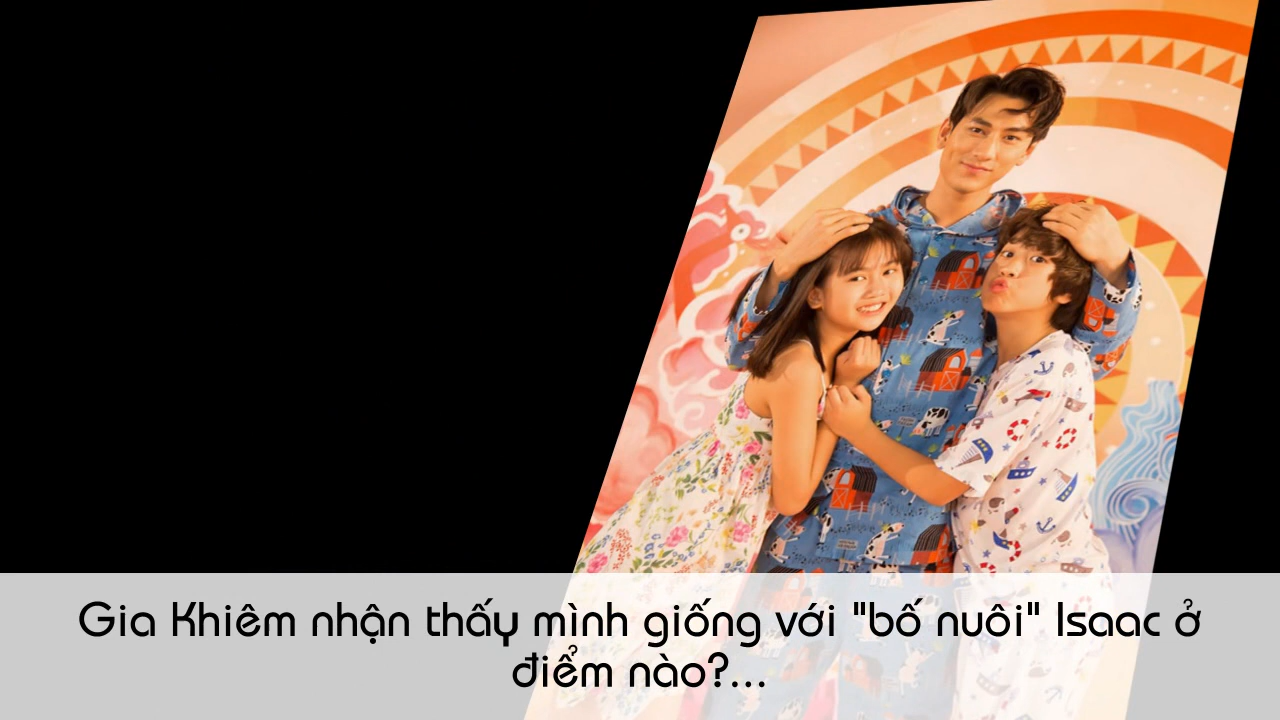 Gia Khiêm nhận thấy mình giống với "bố nuôi" Isaac ở
điểm nào?...